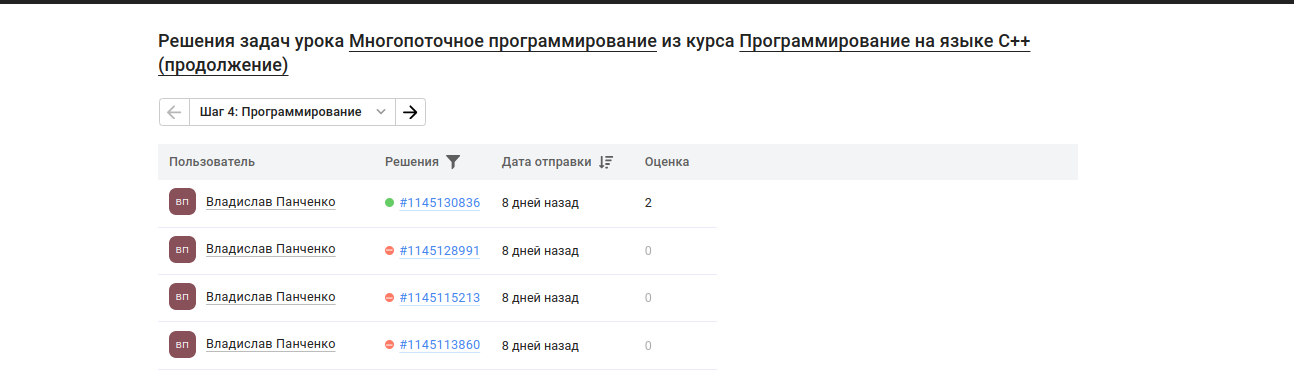 Решения задач урока Многопоточное программирование из курса Программирование на языке C++
(продолжение)
Шаг 4: Программирование
Пользователь Решения Дата отправки Оценка
ВП Владислав Панченко #1145130836 8 дней назад 2
ВП Владислав Панченко #1145128991 8 дней назад 0
ВП Владислав Панченко #1145115213 8 дней назад 0
ВП Владислав Панченко #1145113860 8 дней назад 0